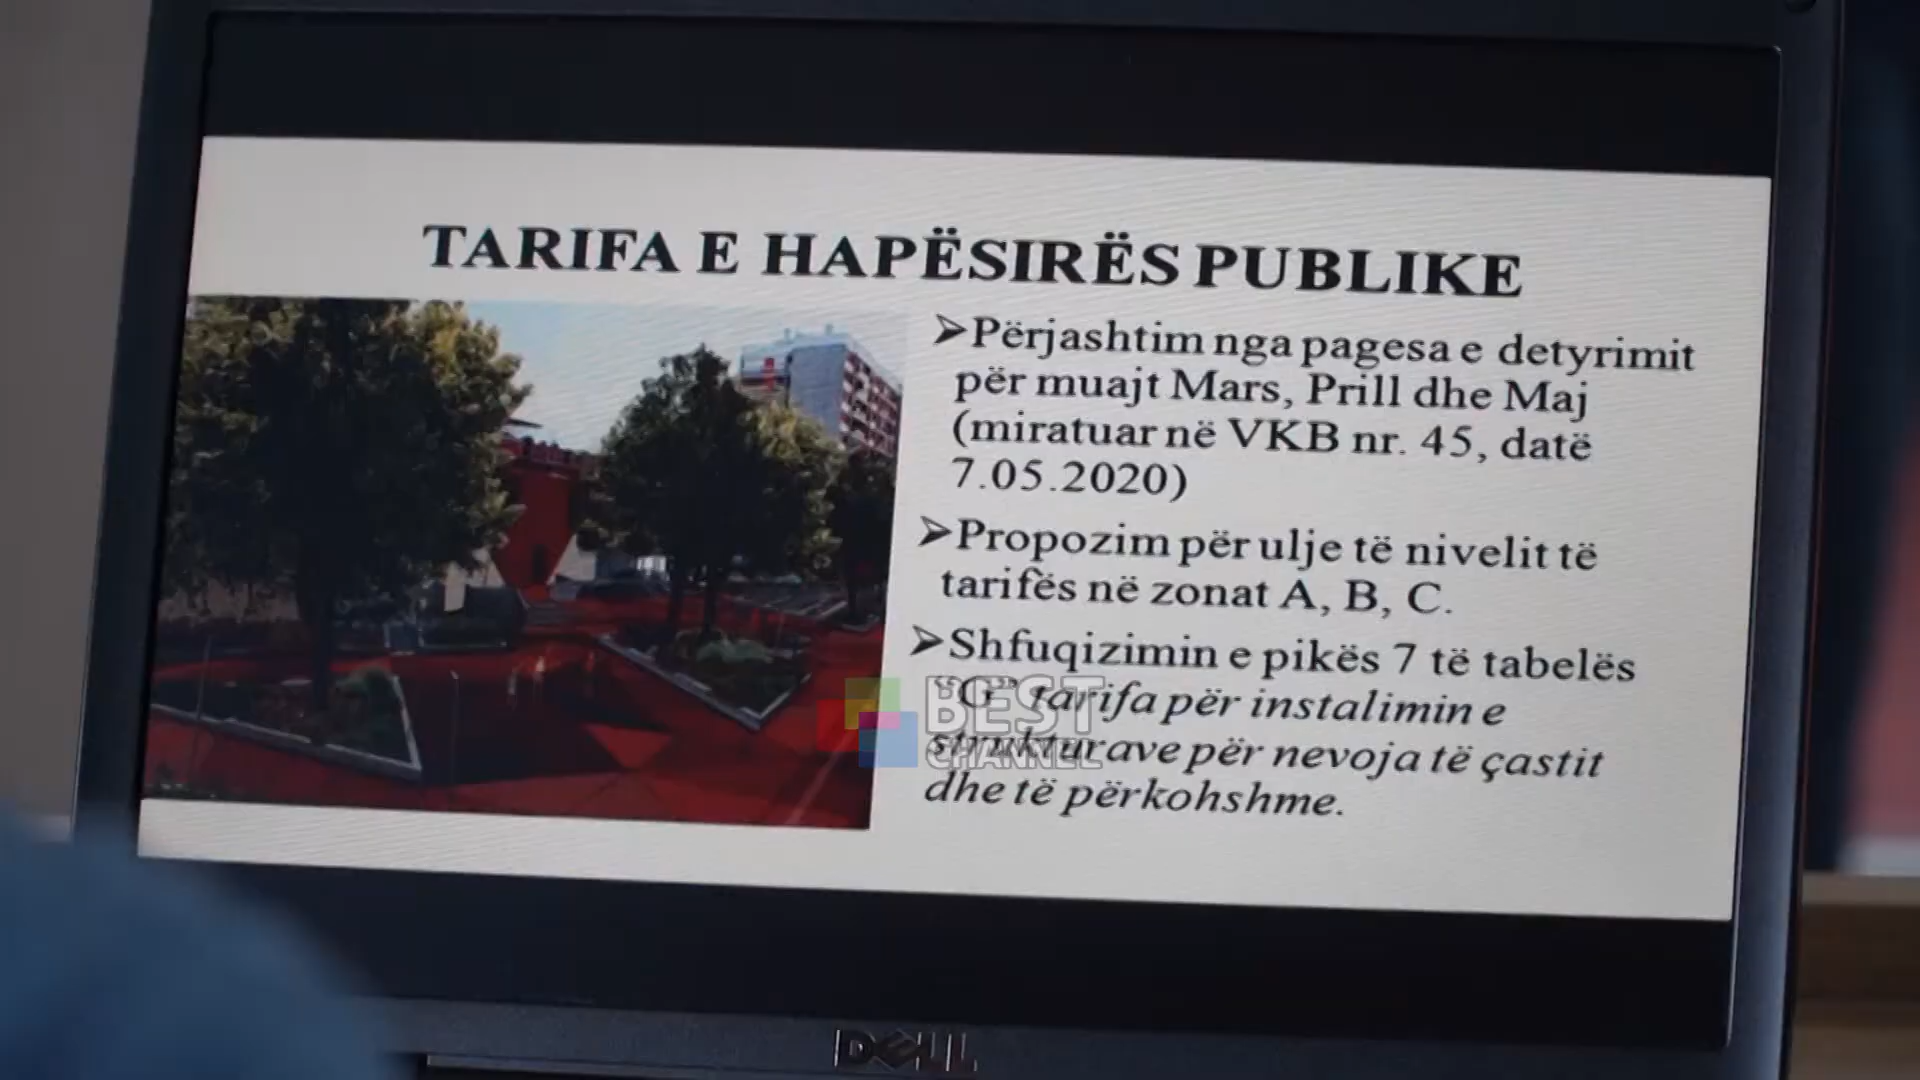 TARIFA E HAPËSIRËS PUBLIKE
➢Përjashtim nga pagesa e detyrimit
për muajt Mars, Prill dhe Maj
(miratuar në VKB nr. 45, datë
7.05.2020)
➢Propozim për ulje të nivelit të
tarifës në zonat A, B, C.
➢Shfuqizimin e pikës 7 të tabelës
“G” tarifa për instalimin e
strukturave për nevoja të çastit
dhe të përkohshme.
BEST
CHANNEL
DELL